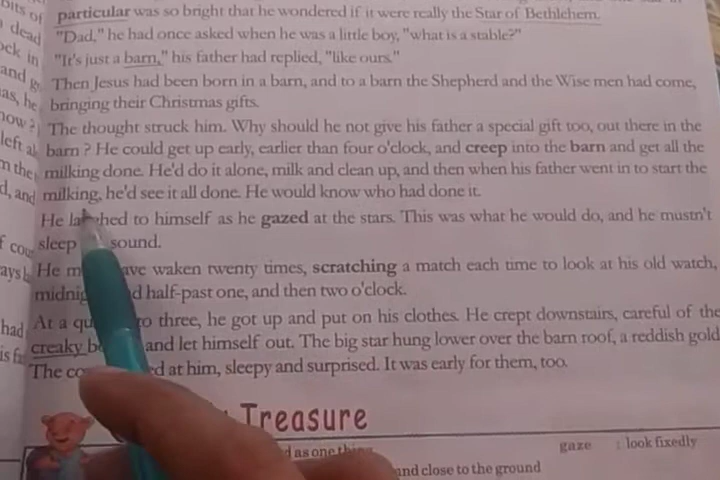 particular was so bright that he wondered if it were really the Star of Bethlehem.
"Dad," he had once asked when he was a little boy, "what is a stable?"
"It's just a barn," his father had replied, "like ours."
Then Jesus had been born in a barn, and to a barn the Shepherd and the Wise men had come,
bringing their Christmas gifts.
The thought struck him. Why should he not give his father a special gift too, out there in the
barn ? He could get up early, earlier than four o'clock, and creep into the barn and get all the
milking done. He'd do it alone, milk and clean up, and then when his father went in to start the
milking, he'd see it all done. He would know who had done it.
He to himself as he gazed at the stars. This was what he would do, and he musn't
sleep sound.
He waken twenty times, scratching a match each time to look at his old watch,
half-past one, and then two o'clock.
At a to three, he got up and put on his clothes. He crept downstairs, careful of the
creaky and let himself out. The big star hung lower over the barn roof, a reddish gold
The at him, sleepy and surprised. It was early for them, too.
Treasure
gaze : look fixedly
as one thing
and close to the ground